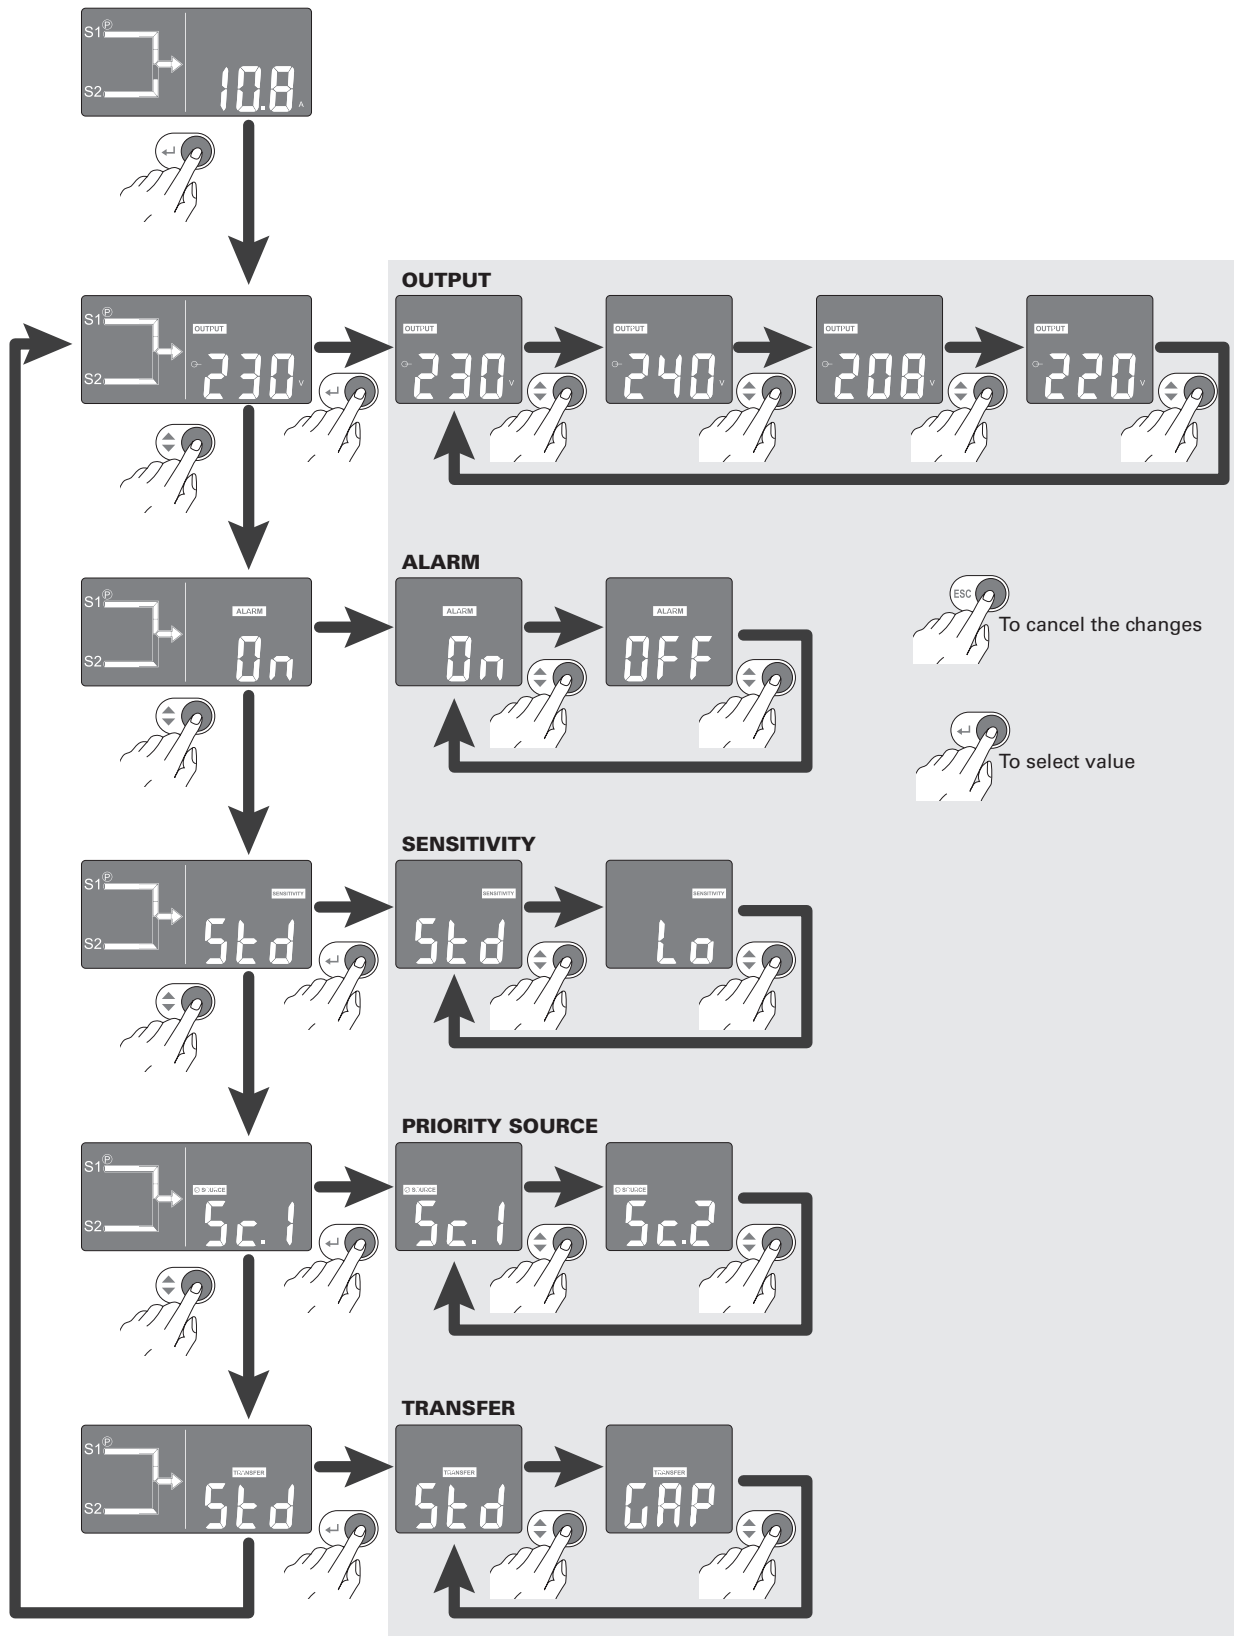 S1 P
S2
10.8 A
OUTPUT
S1 P
S2
OUTPUT
230 V
OUTPUT
230 V
OUTPUT
240 V
OUTPUT
208 V
OUTPUT
220 V
ALARM
S1 P
S2
ALARM
On
ALARM
On
ALARM
OFF
ESC
To cancel the changes
To select value
SENSITIVITY
S1 P
S2
SENSITIVITY
Std
SENSITIVITY
Std
SENSITIVITY
Lo
PRIORITY SOURCE
S1 P
S2
P SOURCE
Sc.1
P SOURCE
Sc.1
P SOURCE
Sc.2
TRANSFER
S1 P
S2
TRANSFER
Std
TRANSFER
Std
TRANSFER
GAP